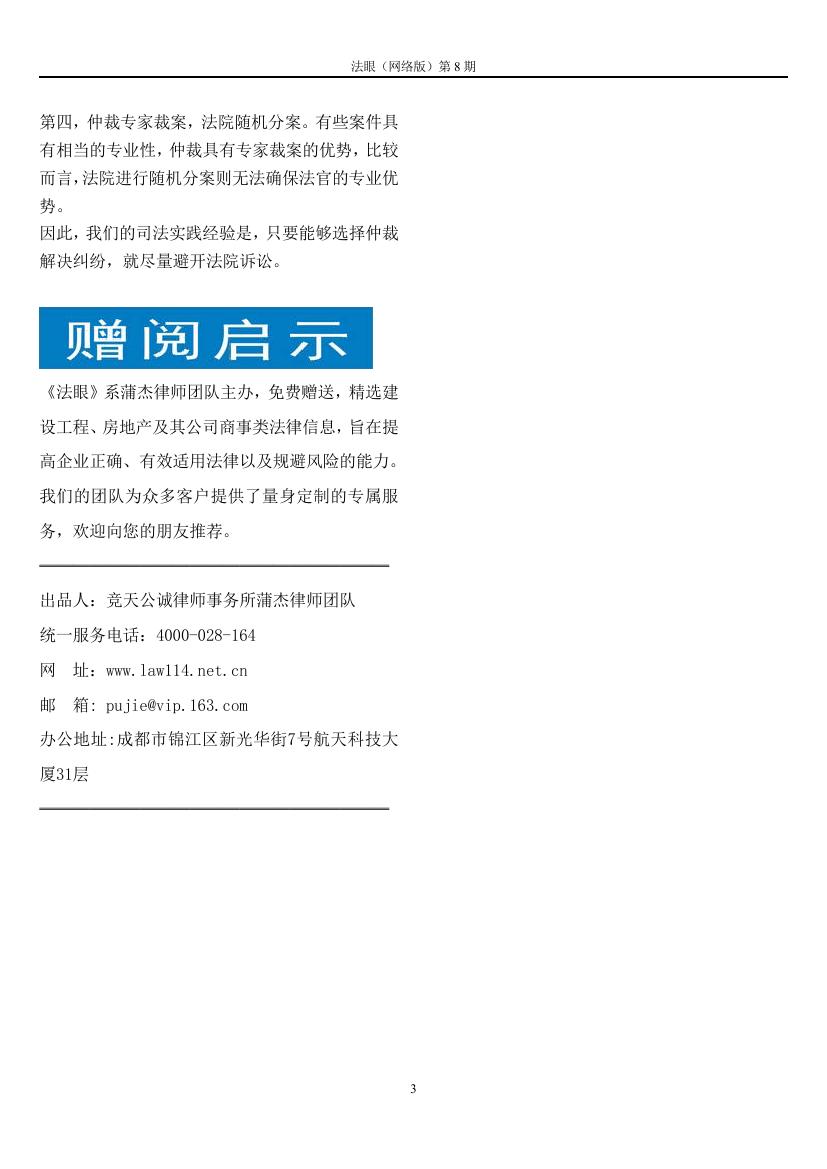 法眼（网络版）第 8 期
第四，仲裁专家裁案，法院随机分案。有些案件具
有相当的专业性，仲裁具有专家裁案的优势，比较
而言，法院进行随机分案则无法确保法官的专业优
势。
因此，我们的司法实践经验是，只要能够选择仲裁
解决纠纷，就尽量避开法院诉讼。
赠阅启示
《法眼》系蒲杰律师团队主办，免费赠送，精选建
设工程、房地产及其公司商事类法律信息，旨在提
高企业正确、有效适用法律以及规避风险的能力。
我们的团队为众多客户提供了量身定制的专属服
务，欢迎向您的朋友推荐。
出品人：竞天公诚律师事务所蒲杰律师团队
统一服务电话：4000-028-164
网　址：www.law114.net.cn
邮　箱: pujie@vip.163.com
办公地址:成都市锦江区新光华街7号航天科技大
厦31层
3